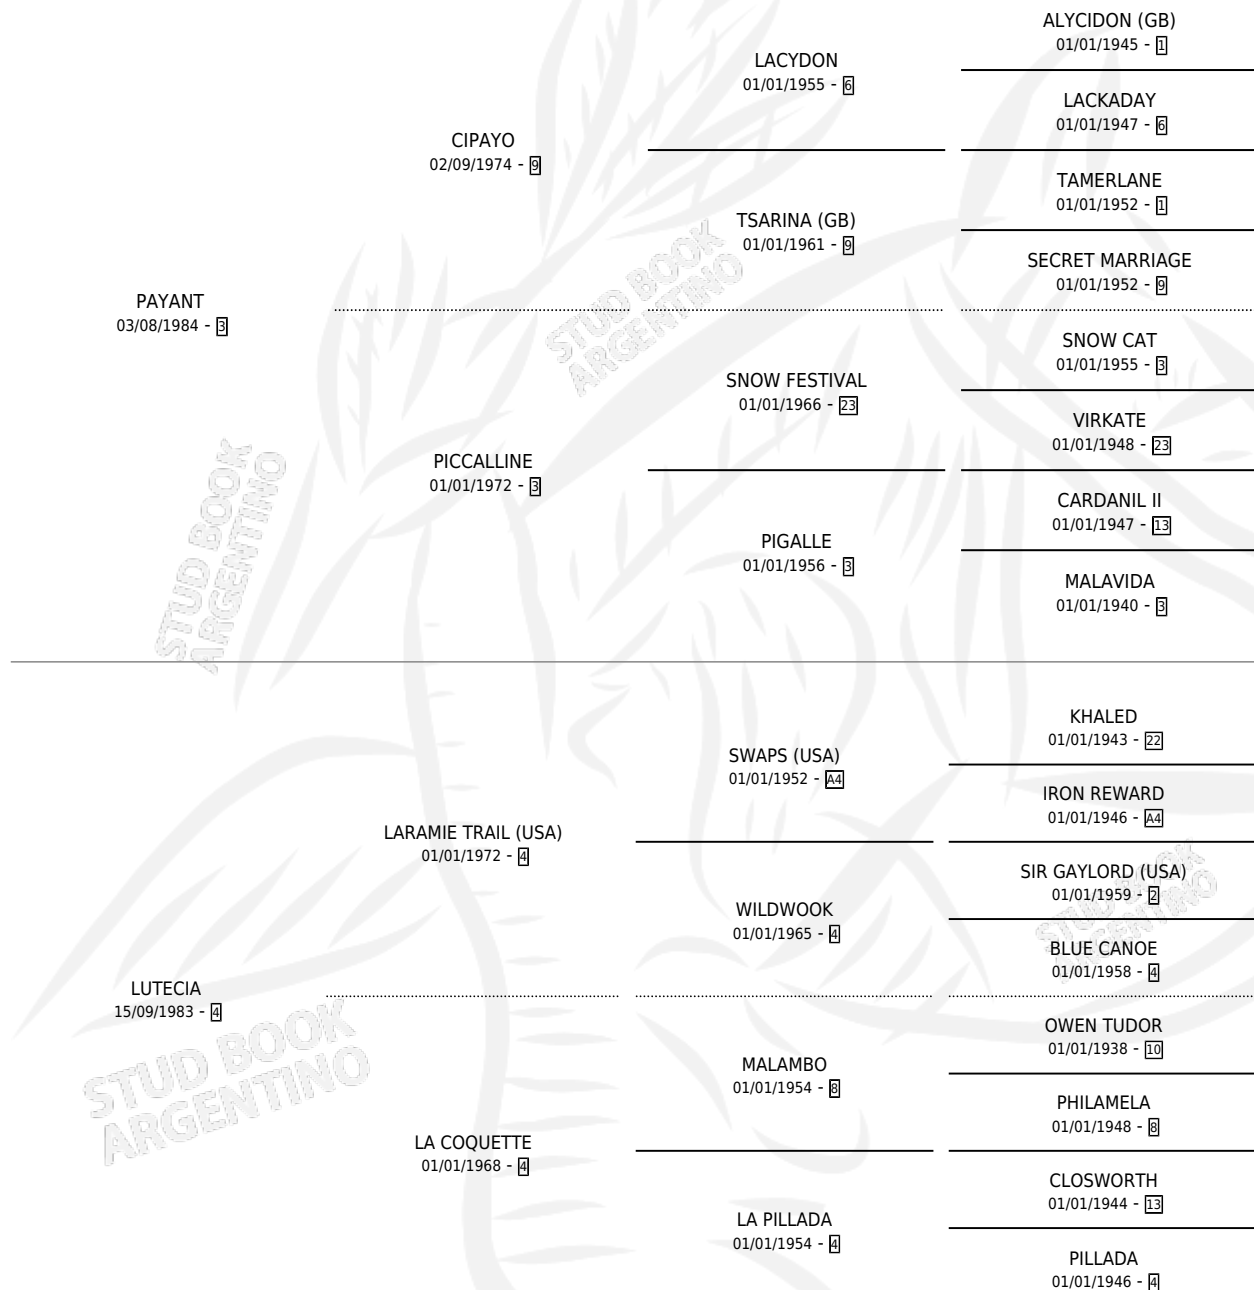 ALYCIDON (GB)
01/01/1945 - 1
LACYDON
01/01/1955 - 6
LACKADAY
01/01/1947 - 6
CIPAYO
02/09/1974 - 9
TAMERLANE
01/01/1952 - 1
TSARINA (GB)
01/01/1961 - 9
SECRET MARRIAGE
01/01/1952 - 9
PAYANT
03/08/1984 - 3
STUD BOOK
ARGENTINO
SNOW CAT
01/01/1955 - 3
SNOW FESTIVAL
01/01/1966 - 23
VIRKATE
01/01/1948 - 23
PICCALLINE
01/01/1972 - 3
CARDANIL II
01/01/1947 - 13
PIGALLE
01/01/1956 - 3
MALAVIDA
01/01/1940 - 3
STUD BOOK
ARGENTINO
KHALED
01/01/1943 - 22
SWAPS (USA)
01/01/1952 - A4
IRON REWARD
01/01/1946 - A4
LARAMIE TRAIL (USA)
01/01/1972 - 4
SIR GAYLORD (USA)
01/01/1959 - 2
WILDWOOK
01/01/1965 - 4
BLUE CANOE
01/01/1958 - 4
STUD BOOK
ARGENTINO
LUTECIA
15/09/1983 - 4
OWEN TUDOR
01/01/1938 - 10
MALAMBO
01/01/1954 - 8
PHILAMELA
01/01/1948 - 8
STUD BOOK
ARGENTINO
LA COQUETTE
01/01/1968 - 4
CLOSWORTH
01/01/1944 - 13
LA PILLADA
01/01/1954 - 4
PILLADA
01/01/1946 - 4